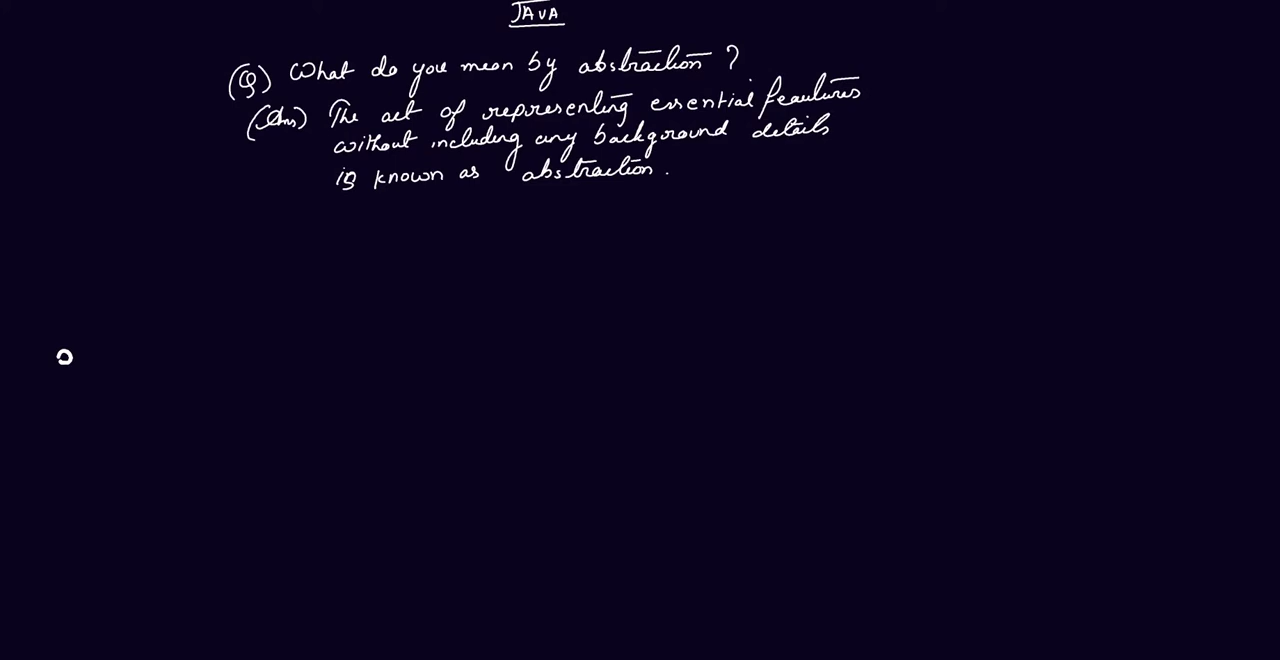 JAVA
(Q) What do you mean by abstraction ?
(Ans) The act of representing essential feautures
without including any background details
is known as abstraction.